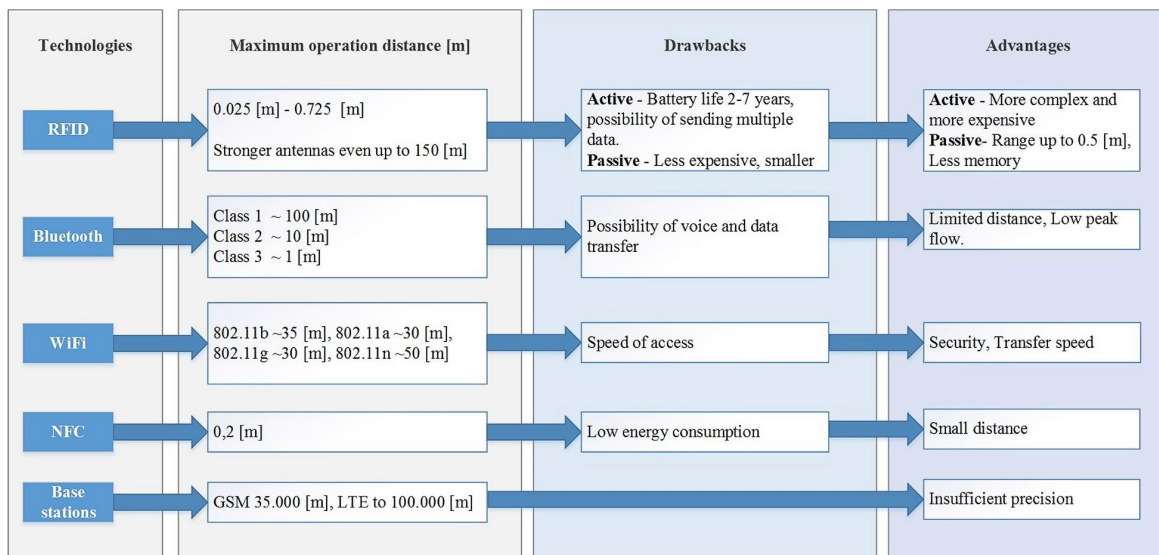 Technologies
Maximum operation distance [m]
Drawbacks
Advantages
RFID
0.025 [m] - 0.725 [m]
Stronger antennas even up to 150 [m]
Active - Battery life 2-7 years,
possibility of sending multiple
data.
Passive - Less expensive, smaller
Active - More complex and
more expensive
Passive- Range up to 0.5 [m],
Less memory
Bluetooth
Class 1 ~ 100 [m]
Class 2 ~ 10 [m]
Class 3 ~ 1 [m]
Possibility of voice and data
transfer
Limited distance, Low peak
flow.
WiFi
802.11b ~35 [m], 802.11a ~30 [m],
802.11g ~30 [m], 802.11n ~50 [m]
Speed of access
Security, Transfer speed
NFC
0,2 [m]
Low energy consumption
Small distance
Base
stations
GSM 35.000 [m], LTE to 100.000 [m]
Insufficient precision